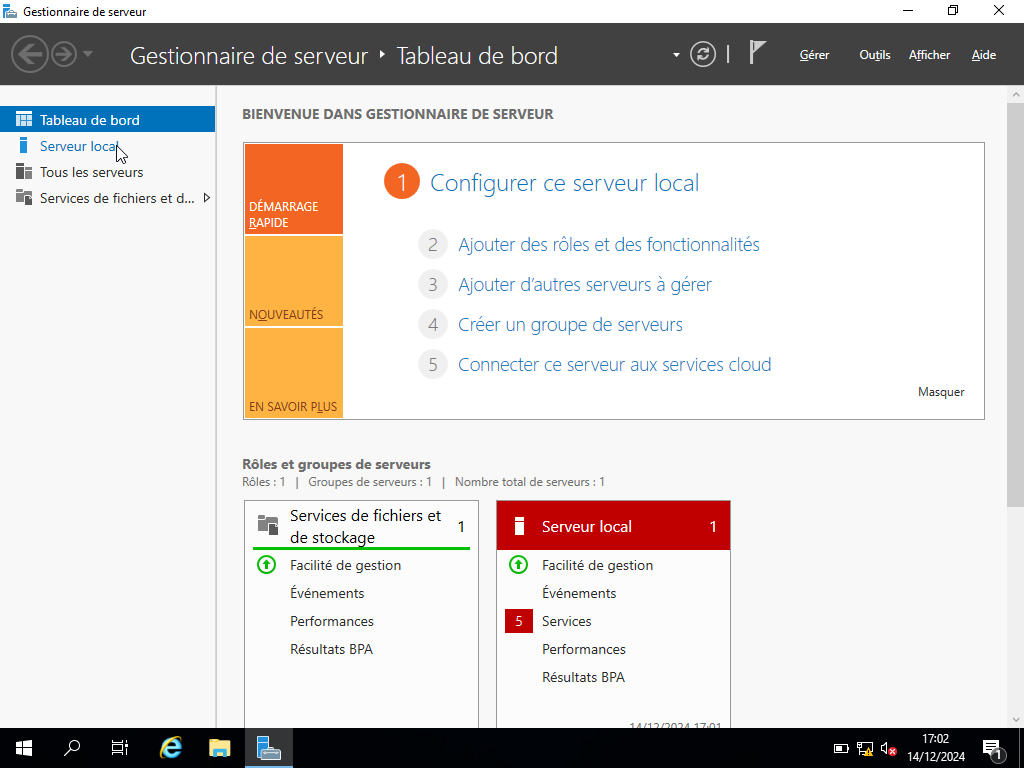 Gestionnaire de serveur
Gestionnaire de serveur
Tableau de bord
Gérer
Outils
Afficher
Aide
Tableau de bord
Serveur local
Tous les serveurs
Services de fichiers et d...
BIENVENUE DANS GESTIONNAIRE DE SERVEUR
DÉMARRAGE
RAPIDE
NOUVEAUTÉS
EN SAVOIR PLUS
1 Configurer ce serveur local
2 Ajouter des rôles et des fonctionnalités
3 Ajouter d’autres serveurs à gérer
4 Créer un groupe de serveurs
5 Connecter ce serveur aux services cloud
Masquer
Rôles et groupes de serveurs
Rôles : 1 | Groupes de serveurs : 1 | Nombre total de serveurs : 1
Services de fichiers et
de stockage
1
Facilité de gestion
Événements
Performances
Résultats BPA
Serveur local 1
Facilité de gestion
Événements
5 Services
Performances
Résultats BPA
14/12/2024 17:01
17:02
14/12/2024
1